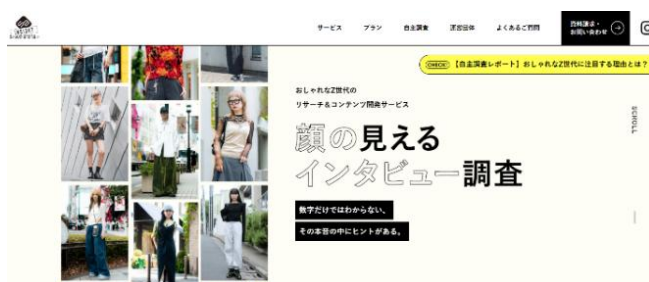 サービス
プラン
自主調査
運営団体
よくあるご質問
資料請求・
お問い合わせ
CHECK! 【自主調査レポート】おしゃれなZ世代に注目する理由とは？
おしゃれなZ世代の
リサーチ&コンテンツ開発サービス
顔の見える
インタビュー調査
数字だけではわからない、
その本音の中にヒントがある。
SCROLL